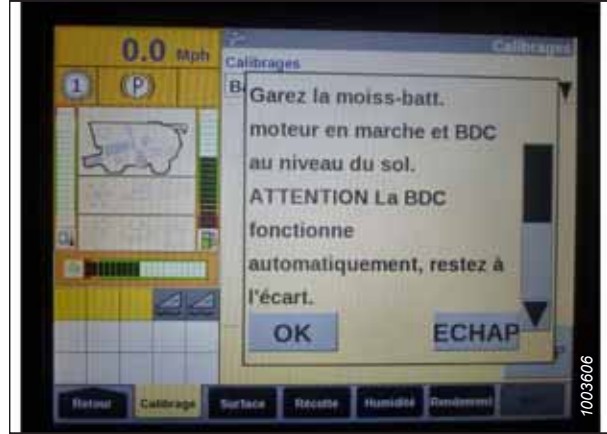 0.0 Mph
Calibrages
Calibrages
1
P
B
Garez la moiss-batt.
moteur en marche et BDC
au niveau du sol.
ATTENTION La BDC
fonctionne
automatiquement, restez à
l'écart.
OK
ECHAP
P
Retour
Calibrage
Surface
Récolte
Humidité
Rendement
1003606